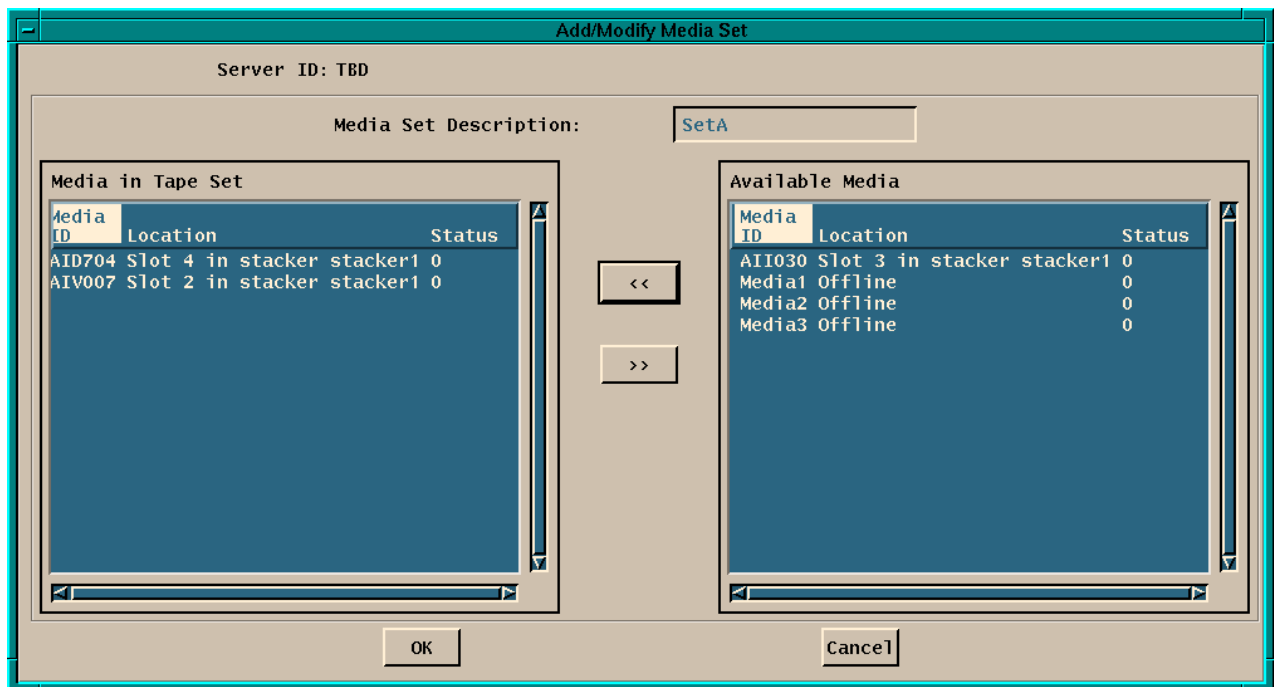 Add/Modify Media Set
Server ID: TBD
Media Set Description: SetA
Media in Tape Set
Media
ID Location Status
AID704 Slot 4 in stacker stacker1 0
AIV007 Slot 2 in stacker stacker1 0
<<
>>
Available Media
Media
ID Location Status
AII030 Slot 3 in stacker stacker1 0
Media1 Offline 0
Media2 Offline 0
Media3 Offline 0
OK
Cancel